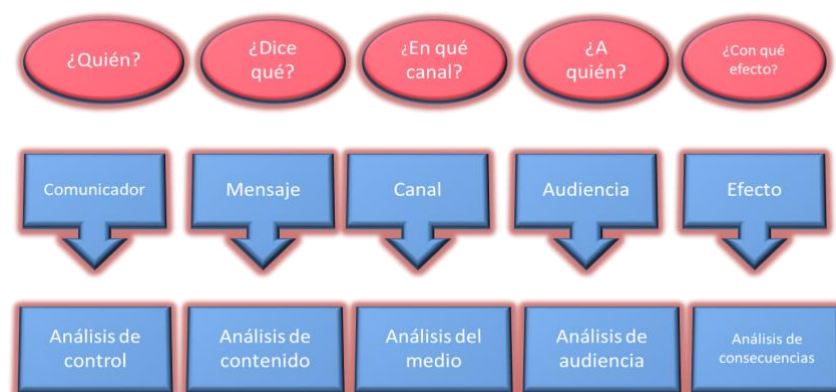 ¿Quién?
¿Dice
qué?
¿En qué
canal?
¿A
quién?
¿Con qué
efecto?
Comunicador
Mensaje
Canal
Audiencia
Efecto
Análisis de
control
Análisis de
contenido
Análisis del
medio
Análisis de
audiencia
Análisis de
consecuencias